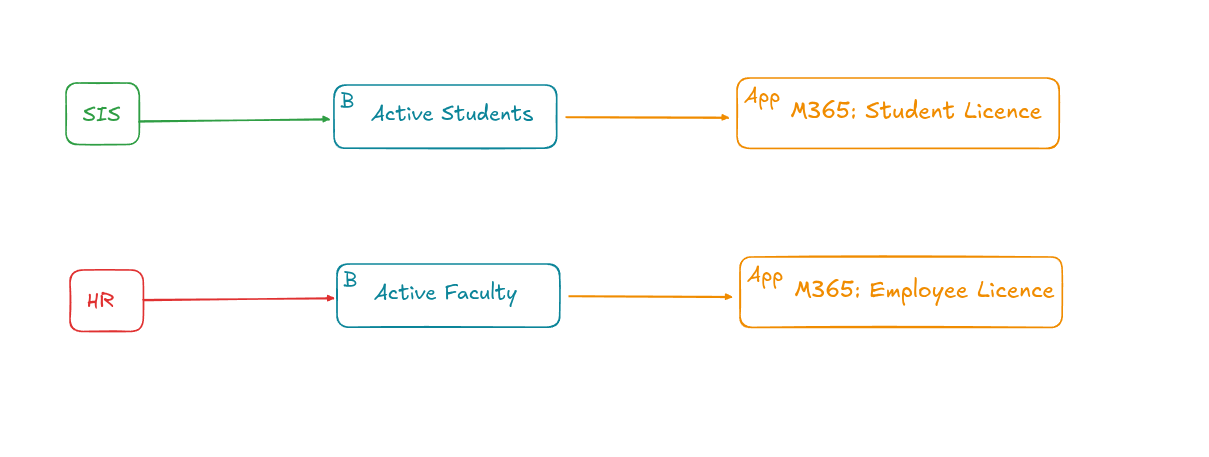 SIS
B
Active Students
App
M365: Student Licence
HR
B
Active Faculty
App
M365: Employee Licence